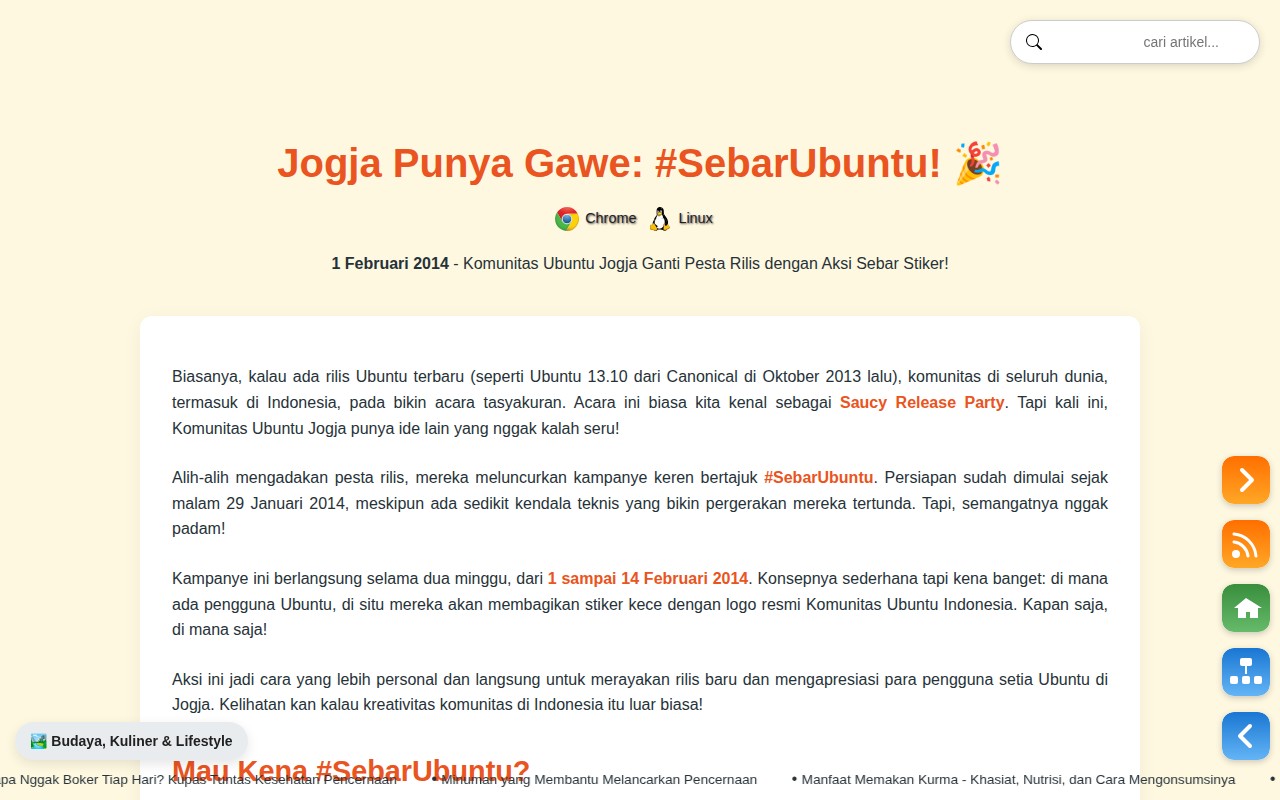 cari artikel...
Jogja Punya Gawe: #SebarUbuntu! 🎉
Chrome Linux
1 Februari 2014 - Komunitas Ubuntu Jogja Ganti Pesta Rilis dengan Aksi Sebar Stiker!
Biasanya, kalau ada rilis Ubuntu terbaru (seperti Ubuntu 13.10 dari Canonical di Oktober 2013 lalu), komunitas di seluruh dunia,
termasuk di Indonesia, pada bikin acara tasyakuran. Acara ini biasa kita kenal sebagai Saucy Release Party. Tapi kali ini,
Komunitas Ubuntu Jogja punya ide lain yang nggak kalah seru!
Alih-alih mengadakan pesta rilis, mereka meluncurkan kampanye keren bertajuk #SebarUbuntu. Persiapan sudah dimulai sejak
malam 29 Januari 2014, meskipun ada sedikit kendala teknis yang bikin pergerakan mereka tertunda. Tapi, semangatnya nggak
padam!
Kampanye ini berlangsung selama dua minggu, dari 1 sampai 14 Februari 2014. Konsepnya sederhana tapi kena banget: di mana
ada pengguna Ubuntu, di situ mereka akan membagikan stiker kece dengan logo resmi Komunitas Ubuntu Indonesia. Kapan saja,
di mana saja!
Aksi ini jadi cara yang lebih personal dan langsung untuk merayakan rilis baru dan mengapresiasi para pengguna setia Ubuntu di
Jogja. Kelihatan kan kalau kreativitas komunitas di Indonesia itu luar biasa!
🏞️ Budaya, Kuliner & Lifestyle
Mau Kena #SebarUbuntu?
apa Nggak Boker Tiap Hari? Kupas Tuntas Kesehatan Pencernaan • Minuman yang Membantu Melancarkan Pencernaan • Manfaat Memakan Kurma - Khasiat, Nutrisi, dan Cara Mengonsumsinya •